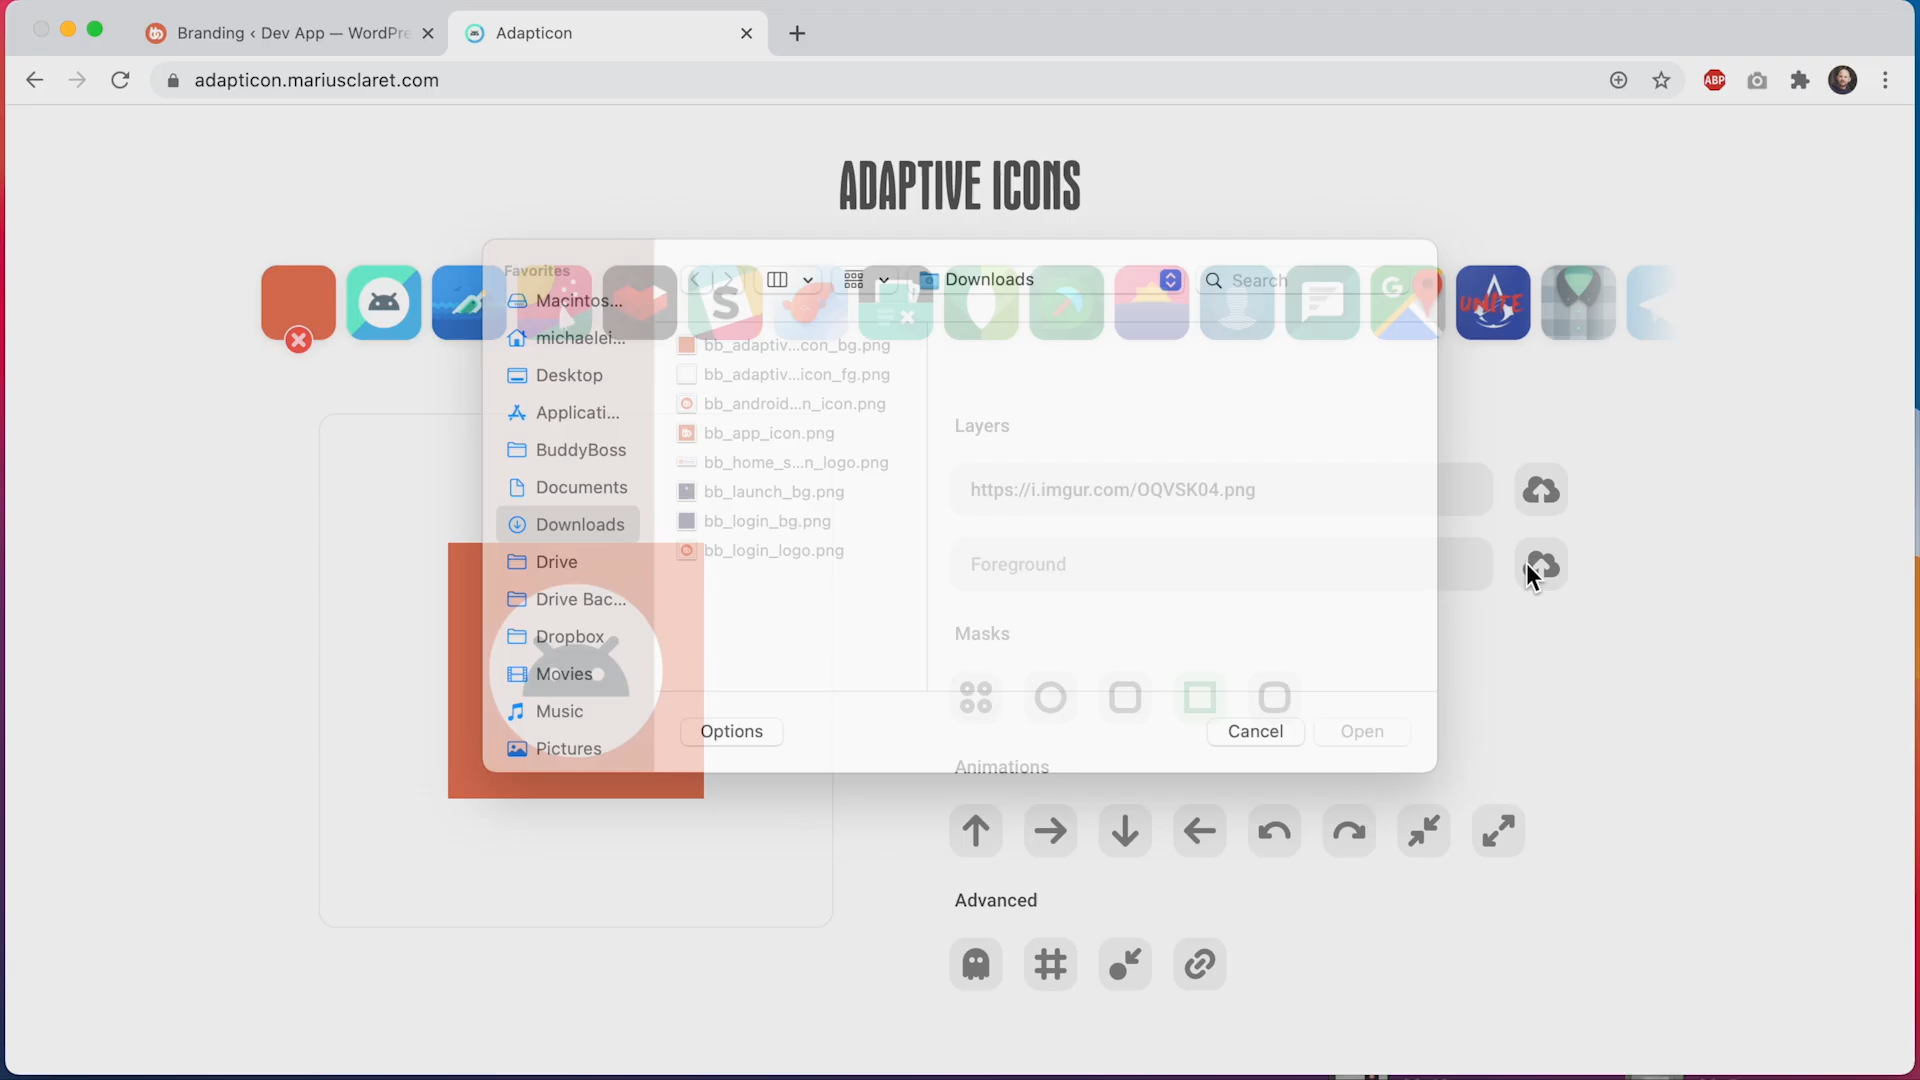 Branding ‹ Dev App — WordPre
Adapticon
adapticon.mariusclaret.com
ABP
ADAPTIVE ICONS
Favorites
Downloads
Search
Macintos...
michaelei...
Desktop
Applicati...
BuddyBoss
Documents
Downloads
Drive
Drive Bac...
Dropbox
Movies
Music
Pictures
bb_adaptiv...con_bg.png
bb_adaptiv...icon_fg.png
bb_android...n_icon.png
bb_app_icon.png
bb_home_s...n_logo.png
bb_launch_bg.png
bb_login_bg.png
bb_login_logo.png
S
G
UNITE
Layers
https://i.imgur.com/OQVSK04.png
Foreground
Masks
Options
Cancel
Open
Animations
Advanced